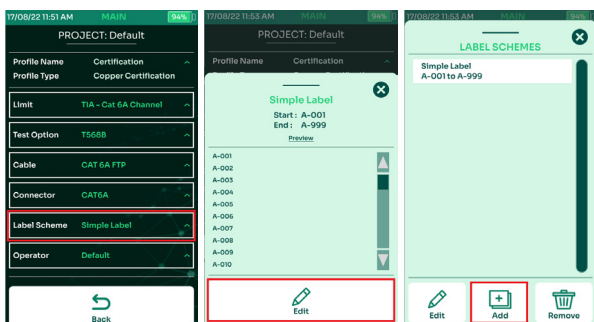 17/08/22 11:51 AM MAIN 94%
PROJECT: Default
Profile Name Certification
Profile Type Copper Certification
Limit TIA - Cat 6A Channel
Test Option T568B
Cable CAT 6A FTP
Connector CAT6A
Label Scheme Simple Label
Operator Default
Back
17/08/22 11:53 AM MAIN 94%
PROJECT: Default
Profile Name Certification
Simple Label
Start: A-001
End: A-999
Preview
A-001
A-002
A-003
A-004
A-005
A-006
A-007
A-008
A-009
A-010
Edit
17/08/22 11:53 AM MAIN 94%
LABEL SCHEMES
Simple Label
A-001 to A-999
Edit Add Remove